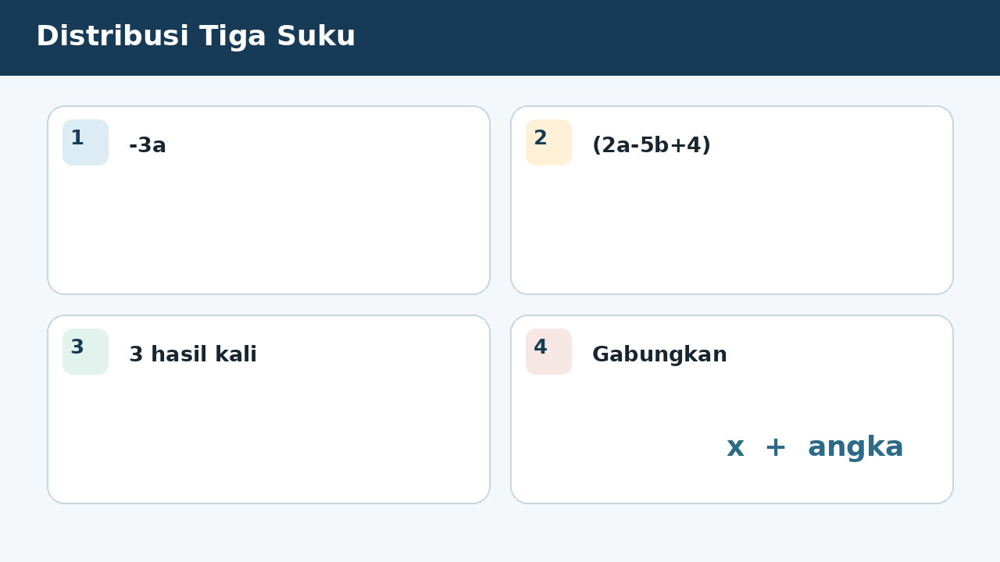 Distribusi Tiga Suku
1 -3a
2 (2a-5b+4)
3 3 hasil kali
4 Gabungkan
x + angka